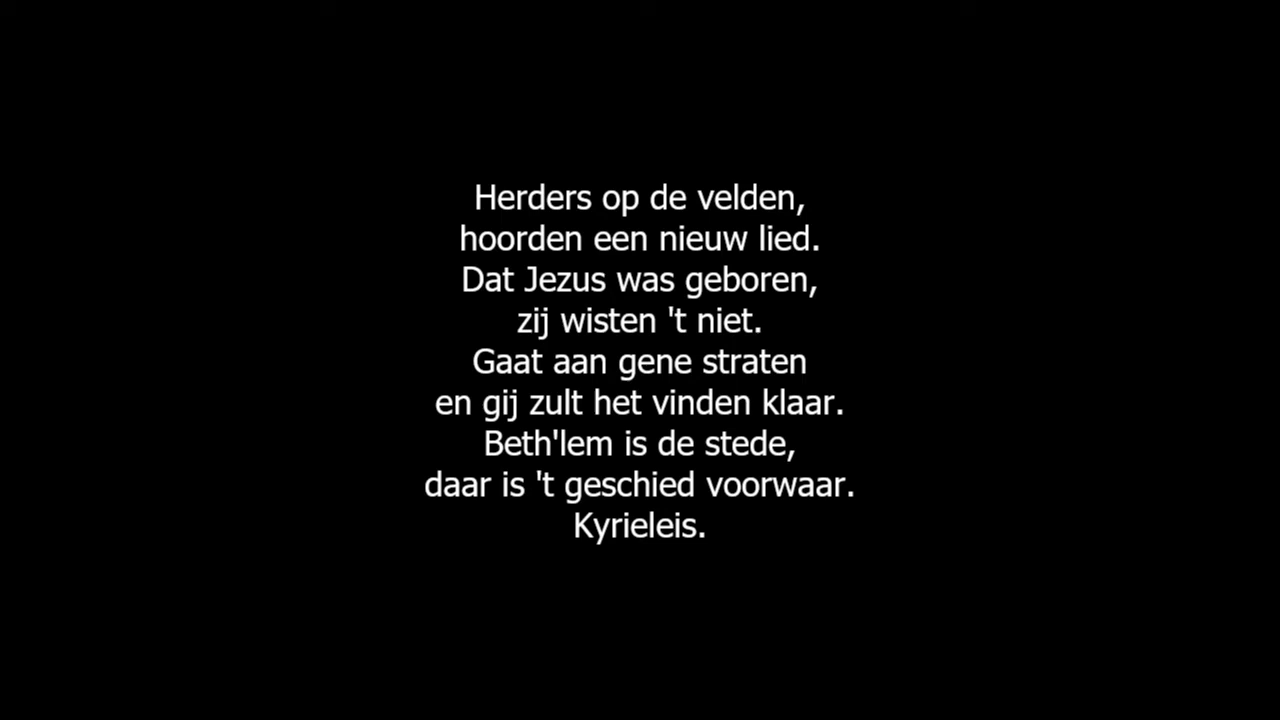 Herders op de velden,
hoorden een nieuw lied.
Dat Jezus was geboren,
zij wisten 't niet.
Gaat aan gene straten
en gij zult het vinden klaar.
Beth'lem is de stede,
daar is 't geschied voorwaar.
Kyrieleis.